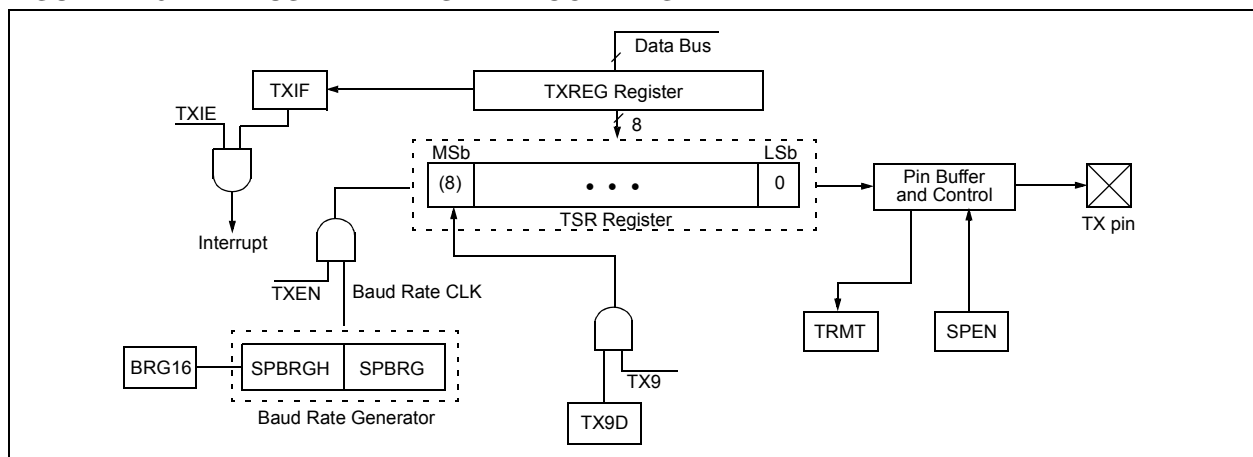 Data Bus
TXIF
TXREG Register
TXIE
8
MSb
LSb
(8)
• • •
0
Pin Buffer
and Control
TSR Register
TX pin
Interrupt
TXEN
Baud Rate CLK
TRMT
SPEN
BRG16
SPBRGH
SPBRG
TX9
Baud Rate Generator
TX9D